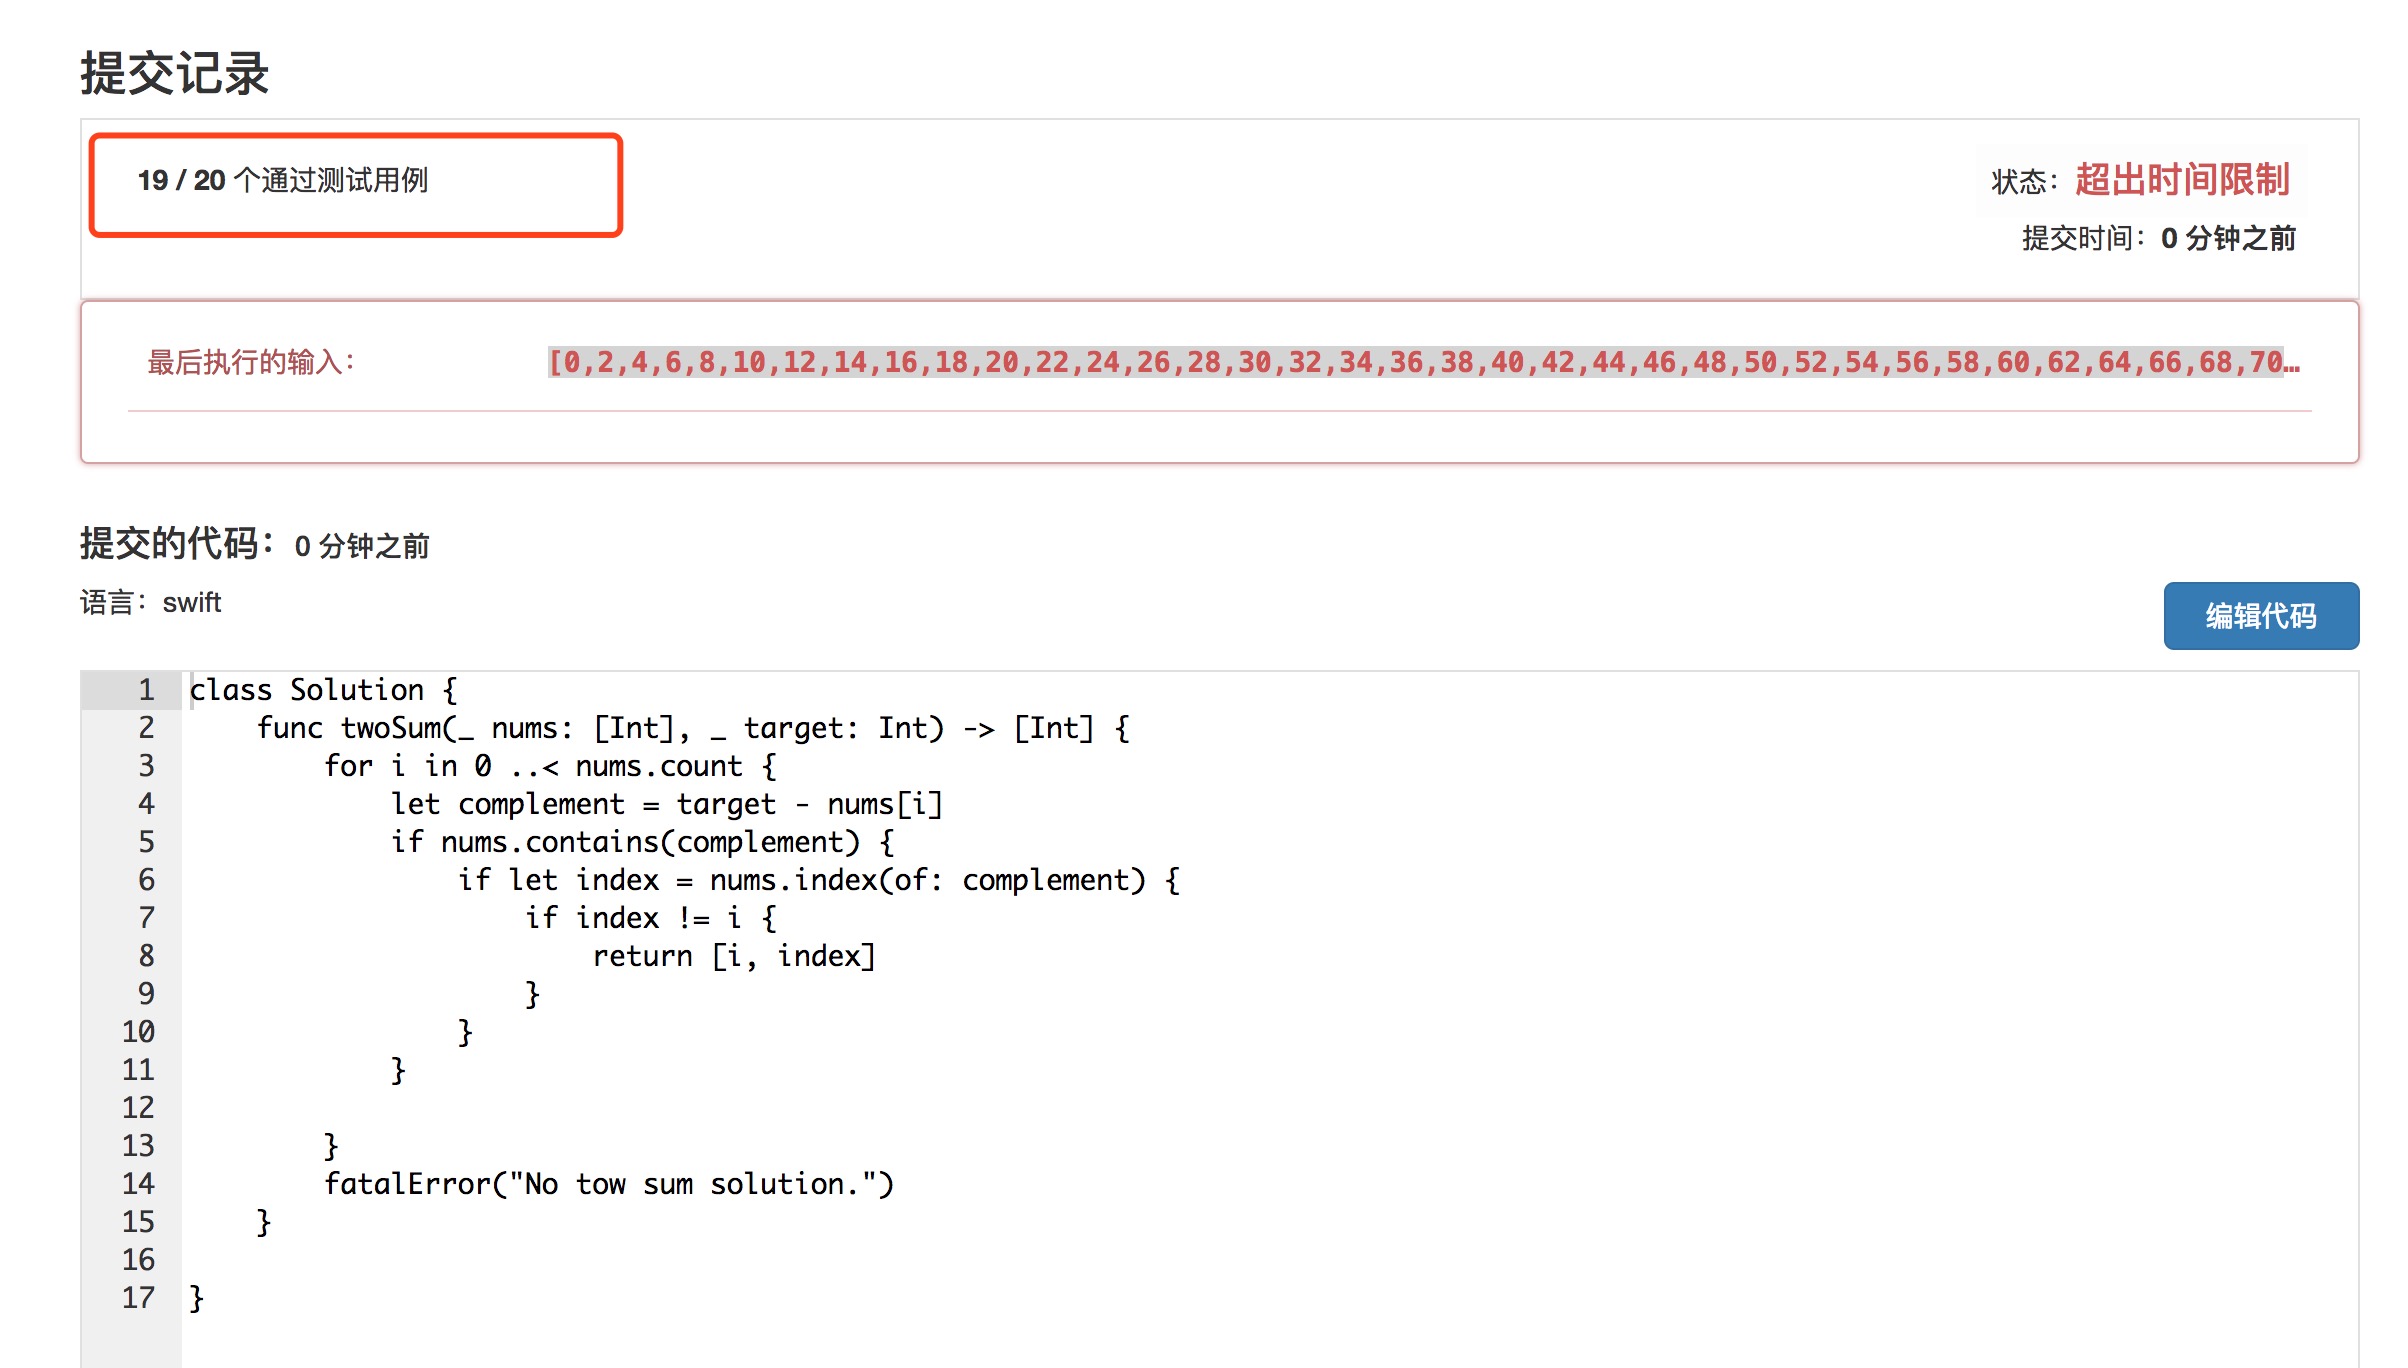 提交记录
19 / 20 个通过测试用例
状态：超出时间限制
提交时间：0 分钟之前
最后执行的输入：
[0,2,4,6,8,10,12,14,16,18,20,22,24,26,28,30,32,34,36,38,40,42,44,46,48,50,52,54,56,58,60,62,64,66,68,70…
提交的代码：0 分钟之前
语言：swift
编辑代码
1 class Solution {
2     func twoSum(_ nums: [Int], _ target: Int) -> [Int] {
3         for i in 0 ..< nums.count {
4             let complement = target - nums[i]
5             if nums.contains(complement) {
6                 if let index = nums.index(of: complement) {
7                     if index != i {
8                         return [i, index]
9                     }
10                 }
11             }
12
13         }
14         fatalError("No tow sum solution.")
15     }
16
17 }